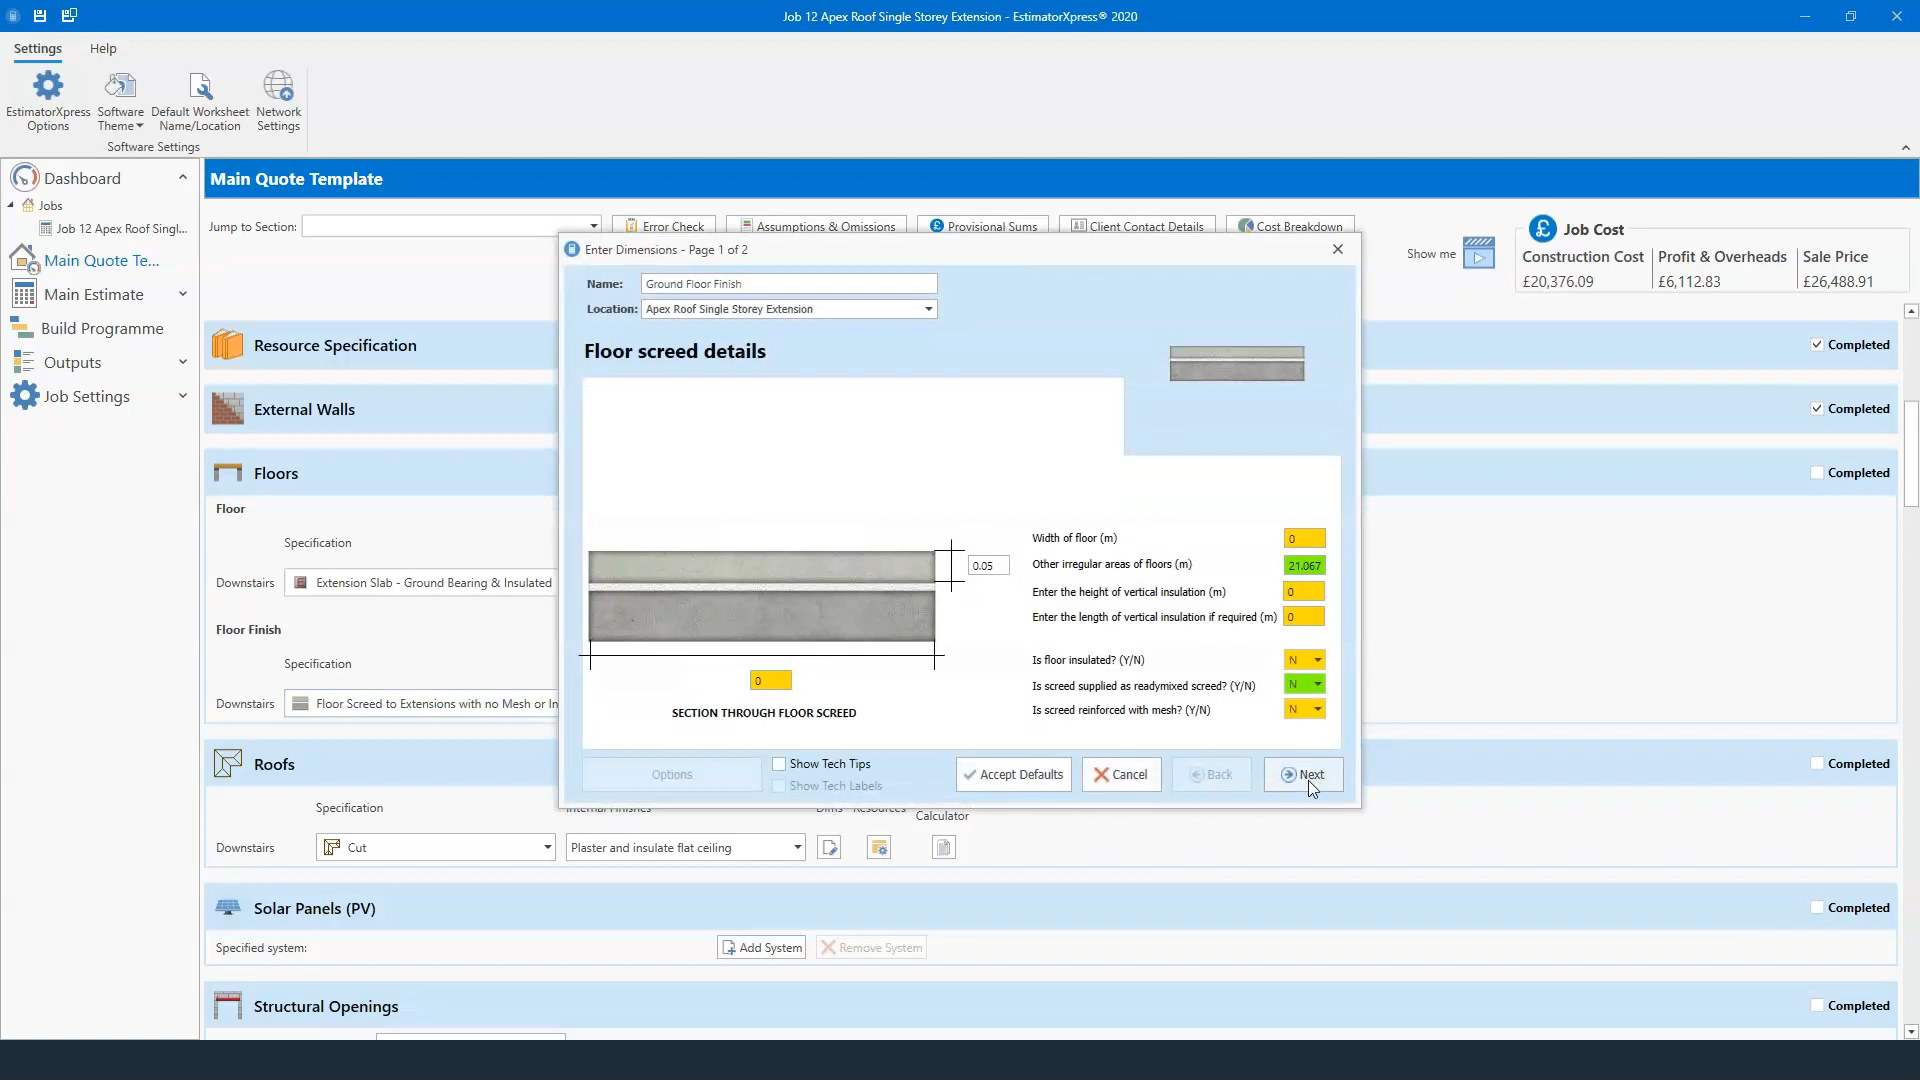 Job 12 Apex Roof Single Storey Extension - EstimatorXpress® 2020
Settings Help
EstimatorXpress Options
Software Theme
Default Worksheet Name/Location
Network Settings
Software Settings
Dashboard
Jobs
Job 12 Apex Roof Singl...
Main Quote Te...
Main Estimate
Build Programme
Outputs
Job Settings
Main Quote Template
Jump to Section:
Error Check
Assumptions & Omissions
Provisional Sums
Client Contact Details
Cost Breakdown
Show me
Job Cost
Construction Cost Profit & Overheads Sale Price
£20,376.09 £6,112.83 £26,488.91
Resource Specification Completed
External Walls Completed
Floors Completed
Floor
Specification
Downstairs Extension Slab - Ground Bearing & Insulated
Floor Finish
Specification
Downstairs Floor Screed to Extensions with no Mesh or In
Enter Dimensions - Page 1 of 2
Name: Ground Floor Finish
Location: Apex Roof Single Storey Extension
Floor screed details
0.05
0
SECTION THROUGH FLOOR SCREED
Width of floor (m) 0
Other irregular areas of floors (m) 21.067
Enter the height of vertical insulation (m) 0
Enter the length of vertical insulation if required (m) 0
Is floor insulated? (Y/N) N
Is screed supplied as readymixed screed? (Y/N) N
Is screed reinforced with mesh? (Y/N) N
Options
Show Tech Tips
Show Tech Labels
Accept Defaults
Cancel
Back
Next
Roofs Completed
Specification Internal Finishes Dims Resources Calculator
Downstairs Cut Plaster and insulate flat ceiling
Solar Panels (PV) Completed
Specified system: Add System Remove System
Structural Openings Completed